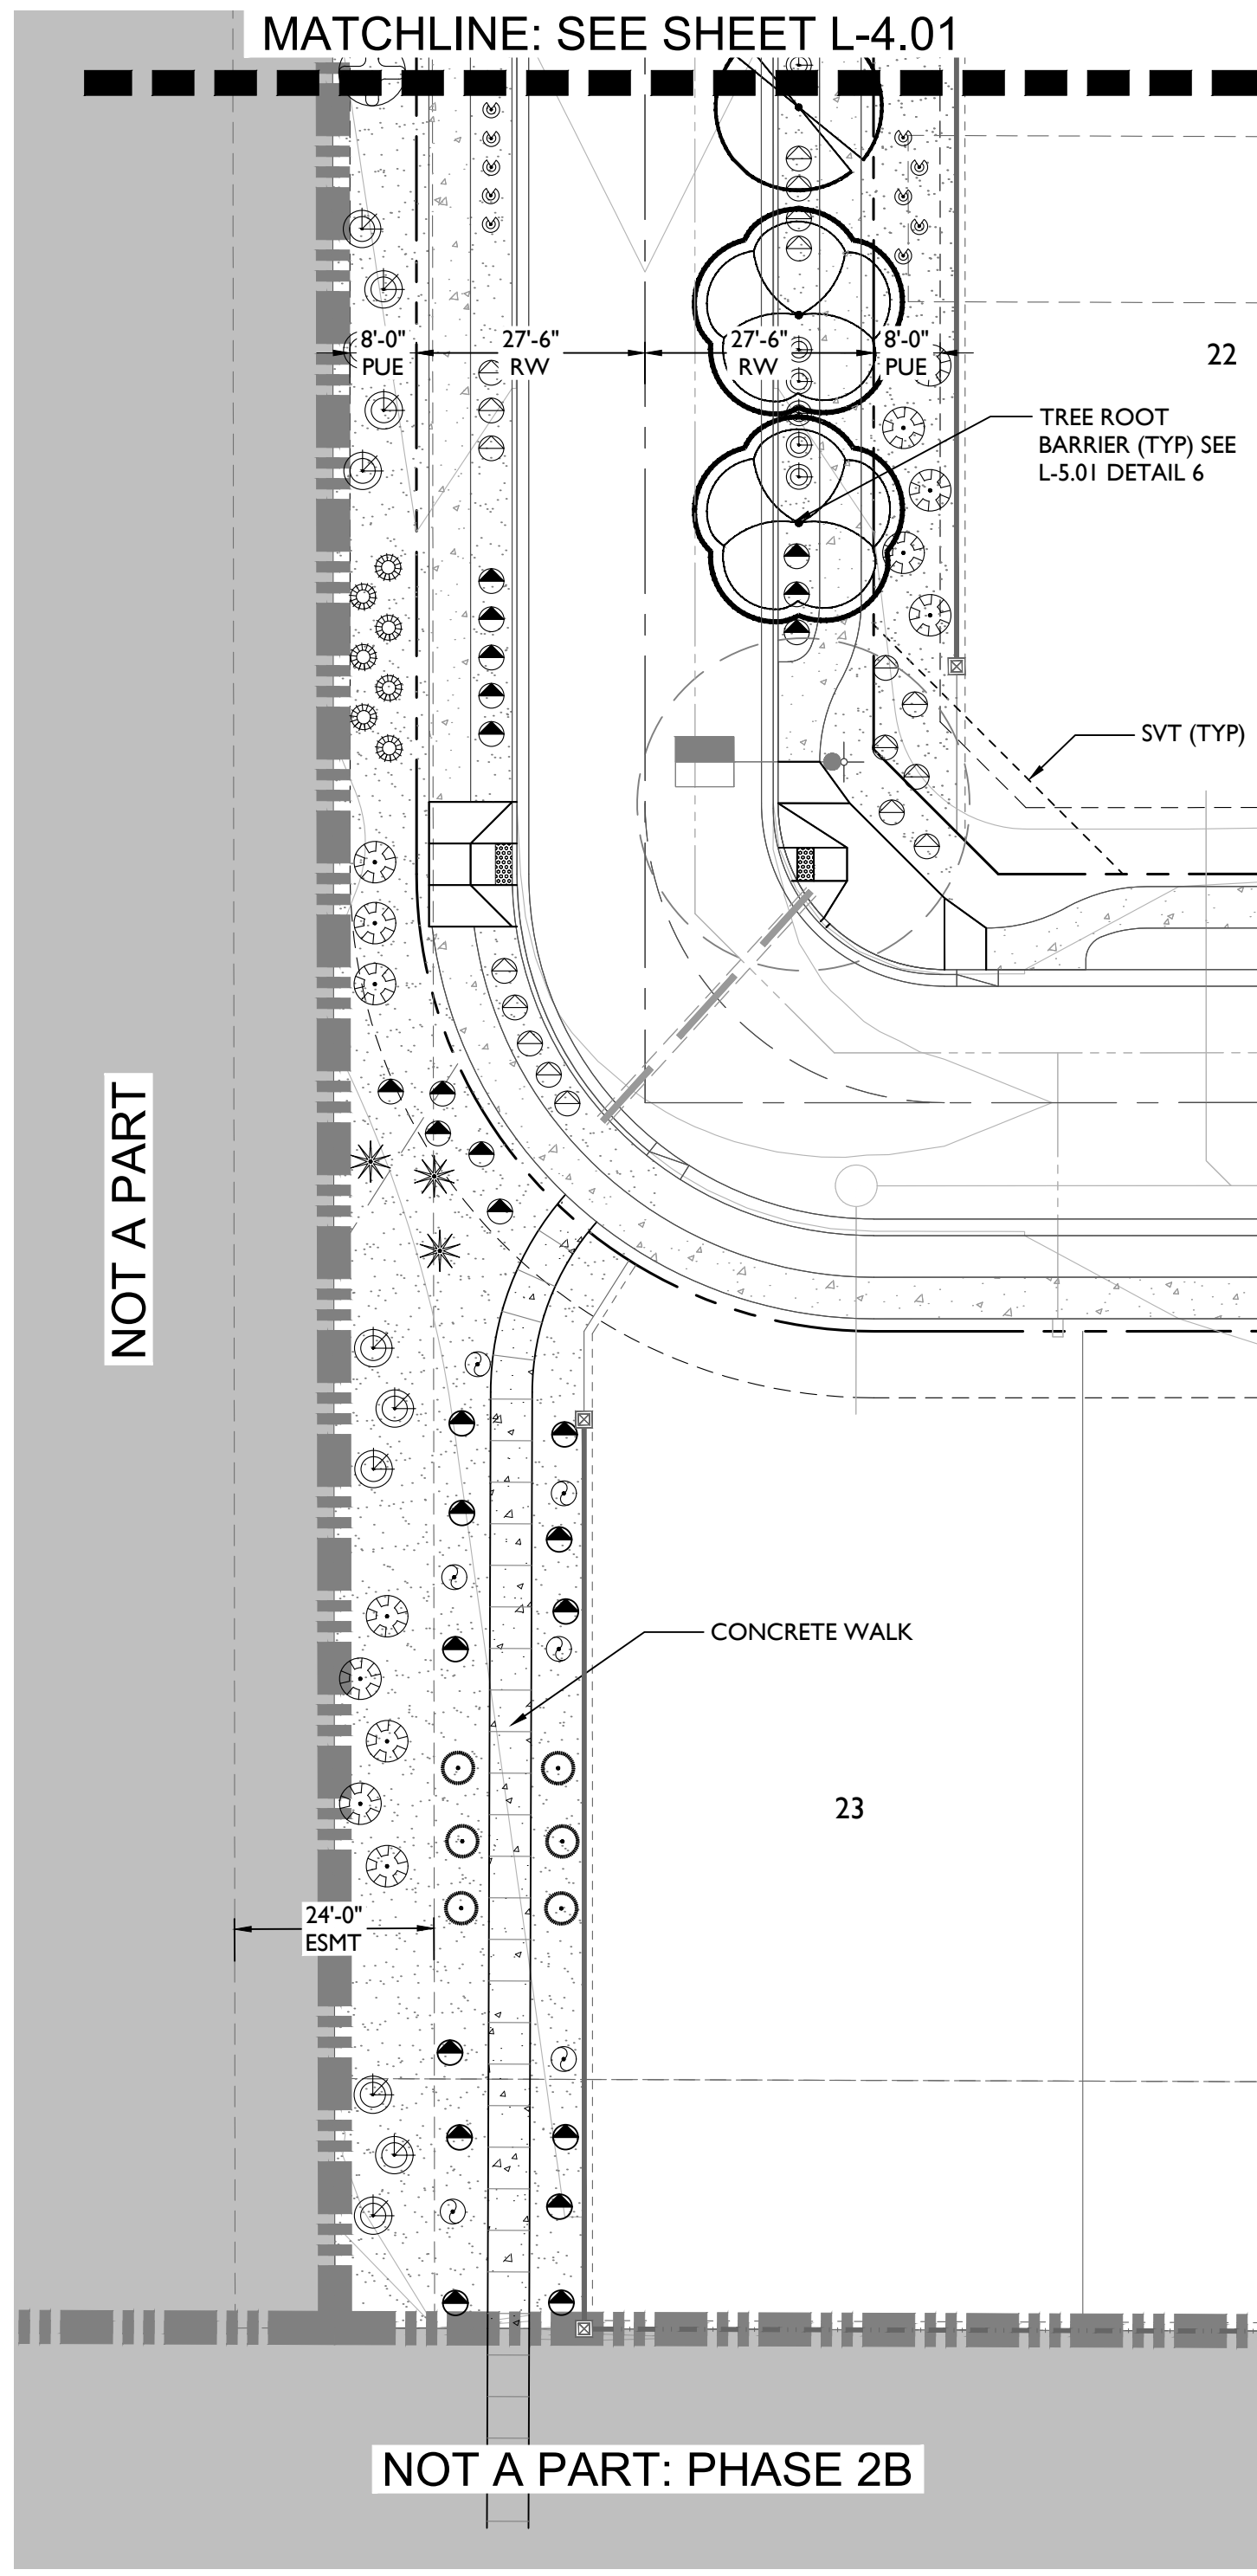 MATCHLINE: SEE SHEET L-4.01
8'-0"
PUE
27'-6"
RW
27'-6"
RW
8'-0"
PUE
22
TREE ROOT
BARRIER (TYP) SEE
L-5.01 DETAIL 6
SVT (TYP)
NOT A PART
CONCRETE WALK
23
24'-0"
ESMT
NOT A PART: PHASE 2B